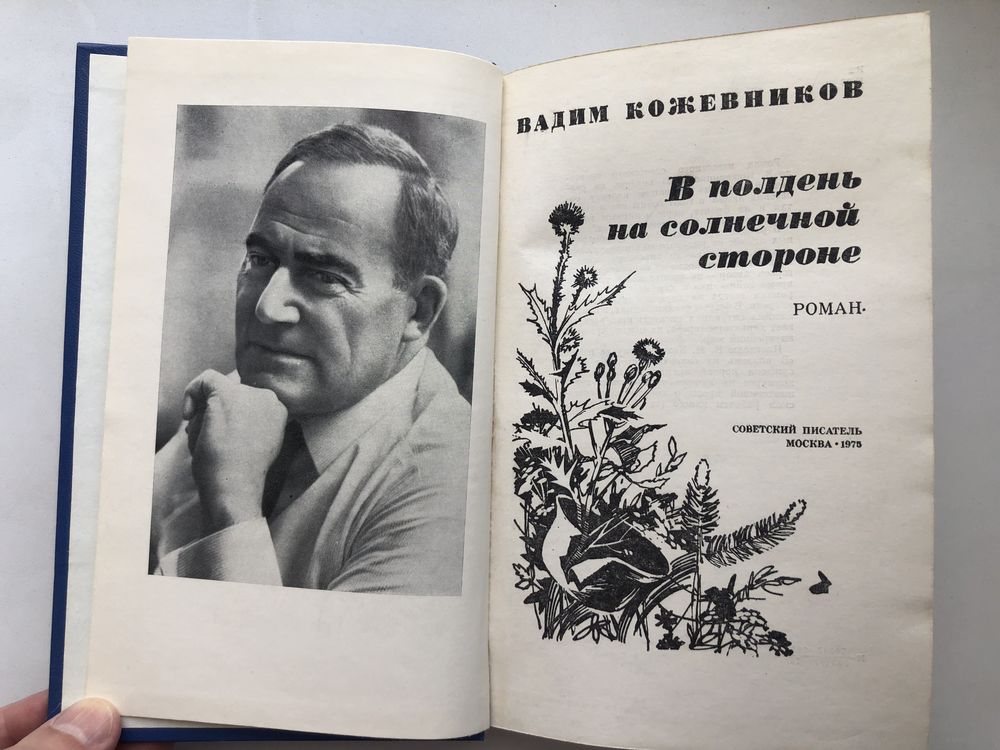 ВАДИМ КОЖЕВНИКОВ
В полдень
на солнечной
стороне
РОМАН
СОВЕТСКИЙ ПИСАТЕЛЬ
МОСКВА · 1975